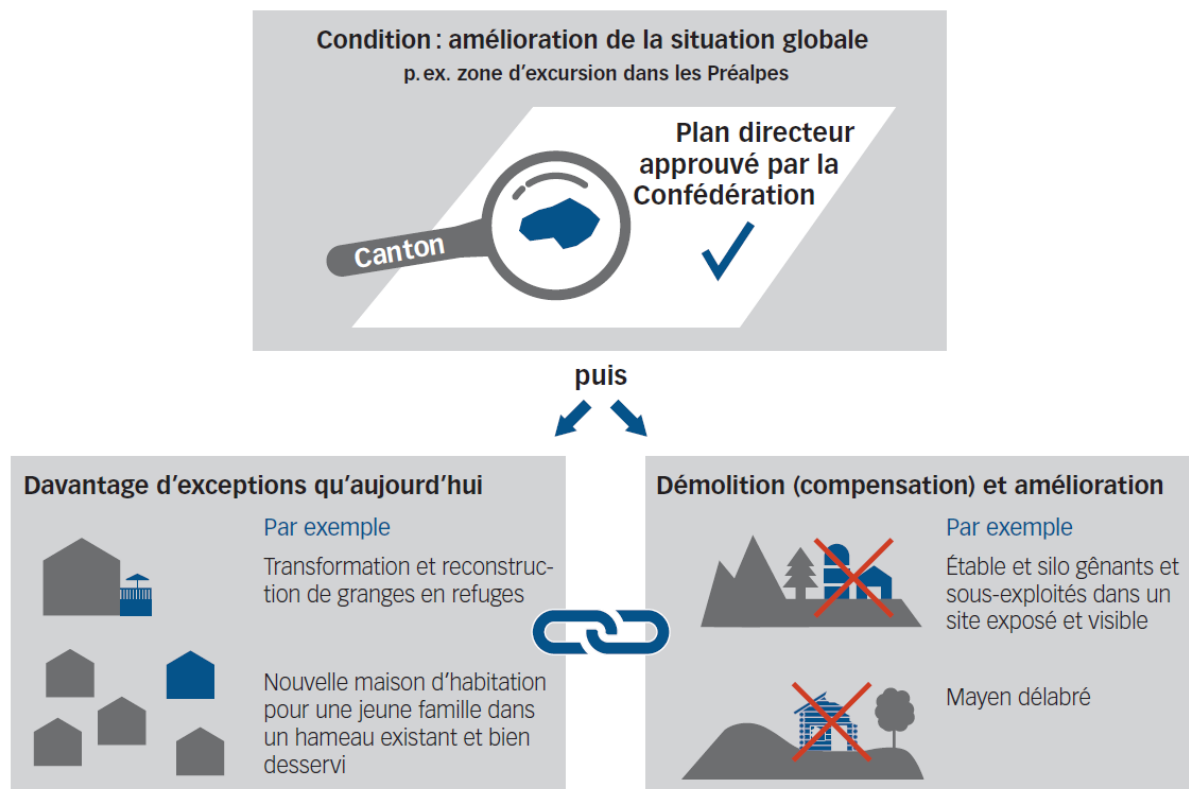 Condition : amélioration de la situation globale
p. ex. zone d'excursion dans les Préalpes
Plan directeur
approuvé par la
Confédération
Canton
puis
Davantage d'exceptions qu'aujourd'hui
Par exemple
Transformation et reconstruc-
tion de granges en refuges
Nouvelle maison d'habitation
pour une jeune famille dans
un hameau existant et bien
desservi
Démolition (compensation) et amélioration
Par exemple
Étable et silo gênants et
sous-exploités dans un
site exposé et visible
Mayen délabré